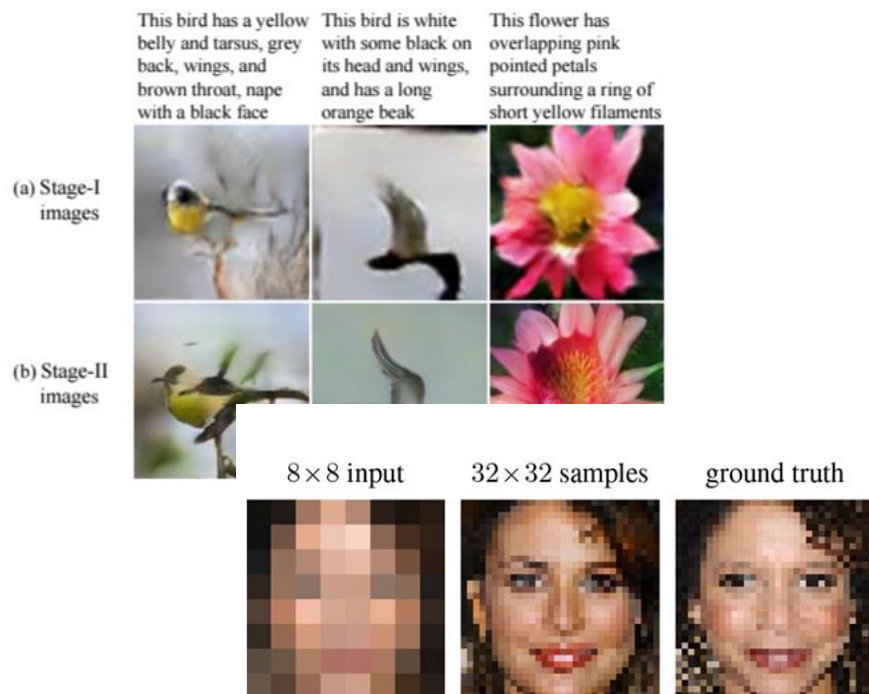 This bird has a yellow
belly and tarsus, grey
back, wings, and
brown throat, nape
with a black face
This bird is white
with some black on
its head and wings,
and has a long
orange beak
This flower has
overlapping pink
pointed petals
surrounding a ring of
short yellow filaments
(a) Stage-I
images
(b) Stage-II
images
8×8 input
32×32 samples
ground truth